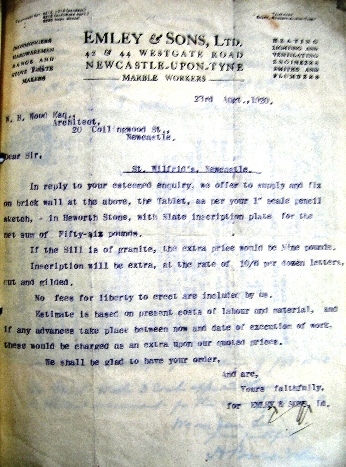 EMLEY & SONS, LTD.
42 & 44 WESTGATE ROAD
NEWCASTLE-UPON-TYNE
MARBLE WORKERS
IRONMONGERS
RANGE AND
MAKERS
HEATING
LIGHTING AND
VENTILATING
ENGINEERS
SMITHS AND
PLUMBERS
23rd Augt., 1920.
W. H. Wood Esq.,
Architect,
20 Collingwood St.,
Newcastle.
Dear Sir,
St. Wilfrid's, Newcastle.
In reply to your esteemed enquiry, we offer to supply and fix
on brick wall at the above, the Tablet, as per your 1" scale pencil
sketch, - in Heworth Stone, with Slate inscription plate for the
net sum of Fifty-six pounds.
If the Sill is of granite, the extra price would be Nine pounds.
Inscription will be extra, at the rate of 10/6 per dozen letters,
cut and gilded.
No fees for liberty to erect are included by us.
Estimate is based on present costs of labour and material, and
if any advances take place between now and date of execution of work,
these would be charged as an extra upon our quoted prices.
We shall be glad to have your order,
And are,
Yours faithfully,
for EMLEY & SONS, Ld.